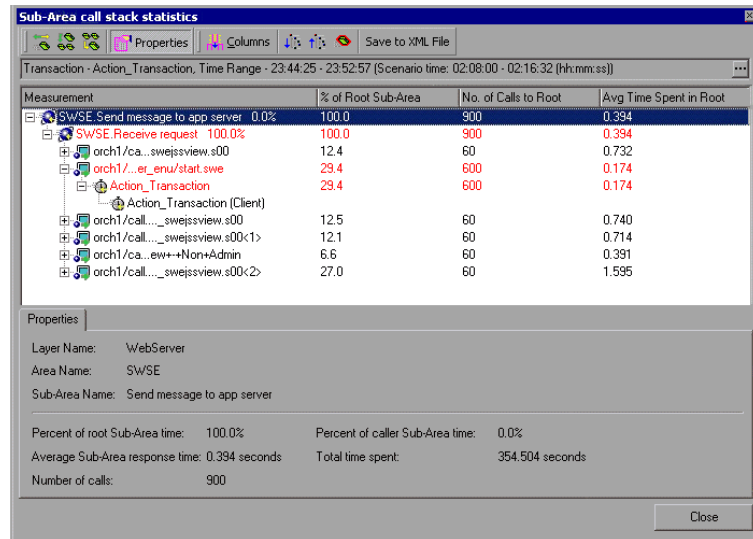 Sub-Area call stack statistics
Properties Columns Save to XML File
Transaction - Action_Transaction, Time Range - 23:44:25 - 23:52:57 (Scenario time: 02:08:00 - 02:16:32 (hh:mm:ss)) ...
Measurement % of Root Sub-Area No. of Calls to Root Avg Time Spent in Root
SWSE.Send message to app server 0.0% 100.0 900 0.394
SWSE.Receive request 100.0% 100.0 900 0.394
orch1/ca...swejssview.s00 12.4 60 0.732
orch1/...er_enu/start.swe 29.4 600 0.174
Action_Transaction 29.4 600 0.174
Action_Transaction (Client)
orch1/call...._swejssview.s00 12.5 60 0.740
orch1/call...._swejssview.s00<1> 12.1 60 0.714
orch1/ca...ew+-+Non+Admin 6.6 60 0.391
orch1/call...._swejssview.s00<2> 27.0 60 1.595
Properties
Layer Name: WebServer
Area Name: SWSE
Sub-Area Name: Send message to app server
Percent of root Sub-Area time: 100.0% Percent of caller Sub-Area time: 0.0%
Average Sub-Area response time: 0.394 seconds Total time spent: 354.504 seconds
Number of calls: 900
Close